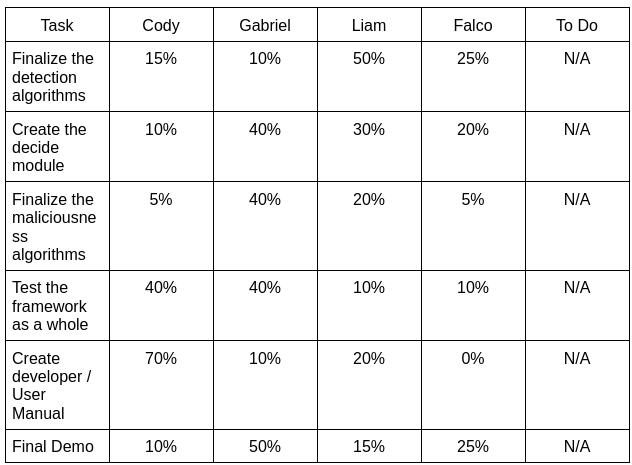 Task Cody Gabriel Liam Falco To Do
Finalize the 15% 10% 50% 25% N/A
detection
algorithms
Create the 10% 40% 30% 20% N/A
decide
module
Finalize the 5% 40% 20% 5% N/A
maliciousne
ss
algorithms
Test the 40% 40% 10% 10% N/A
framework
as a whole
Create 70% 10% 20% 0% N/A
developer /
User
Manual
Final Demo 10% 50% 15% 25% N/A